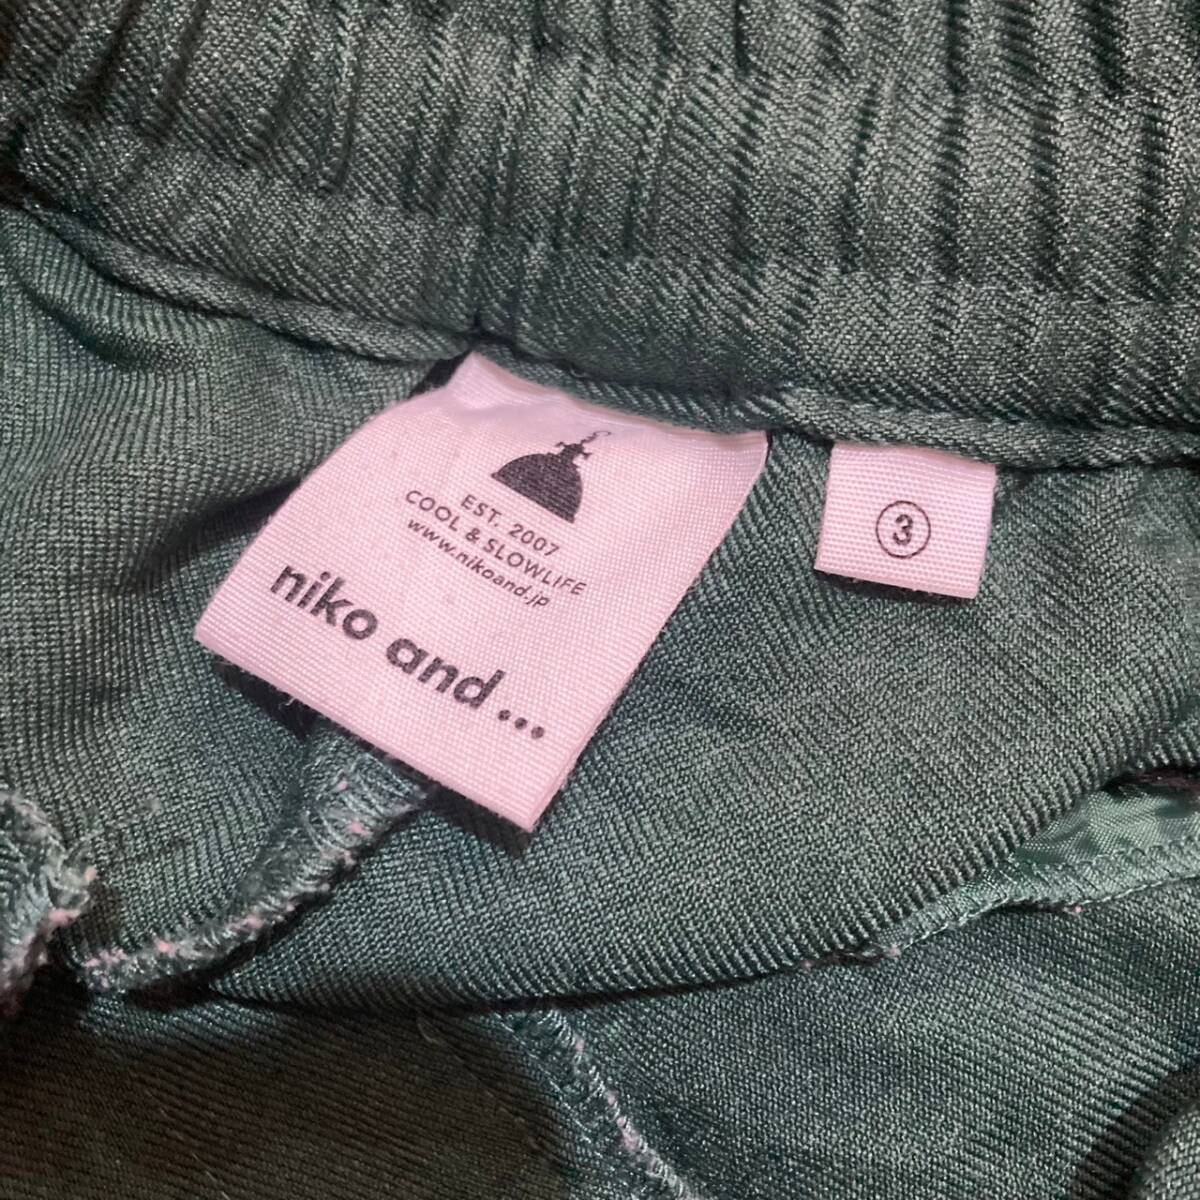 EST. 2007
COOL & SLOWLIFE
www.nikoand.jp
niko and ...
3